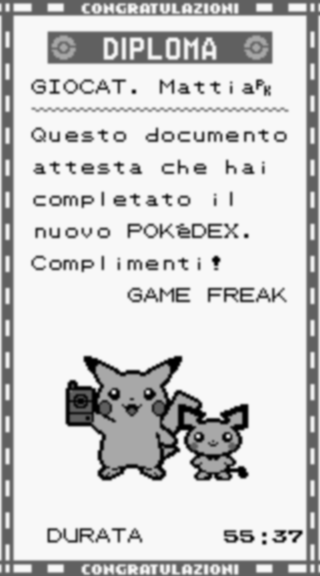 CONGRATULAZIONI
DIPLOMA
GIOCAT. Mattiaᴾₖ
Questo documento
attesta che hai
completato il
nuovo POKéDEX.
Complimenti!
GAME FREAK
DURATA 55:37
CONGRATULAZIONI